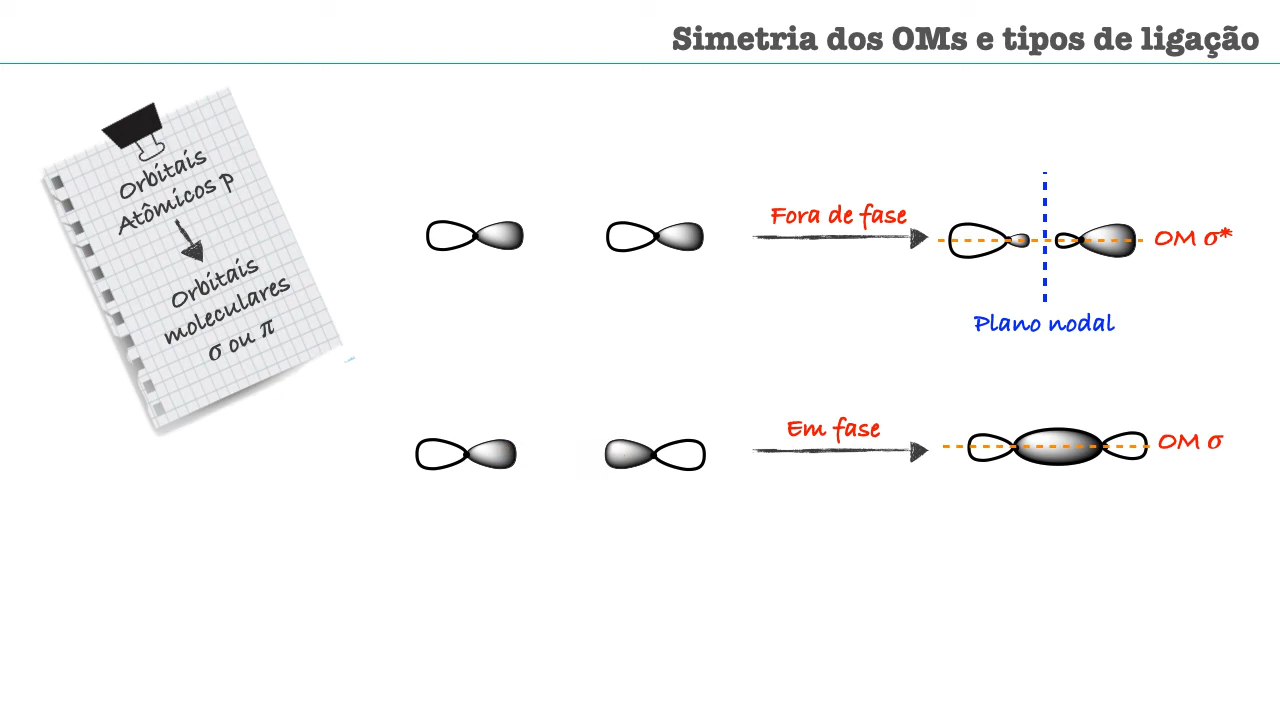 Simetria dos OMs e tipos de ligação
Orbitais
Atômicos p
Orbitais
moleculares
σ ou π
Fora de fase
OM σ*
Plano nodal
Em fase
OM σ